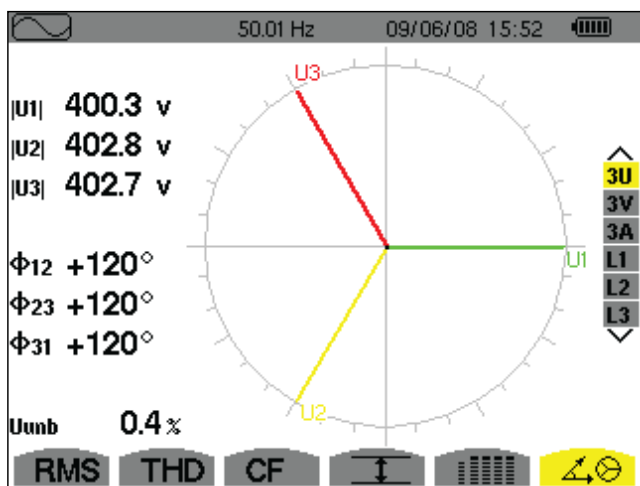 50.01 Hz 09/06/08 15:52
U3
|U1| 400.3 v
|U2| 402.8 v
|U3| 402.7 v
3U
3V
3A
L1
L2
L3
U1
Φ12 +120°
Φ23 +120°
Φ31 +120°
U2
Uunb 0.4 %
RMS THD CF